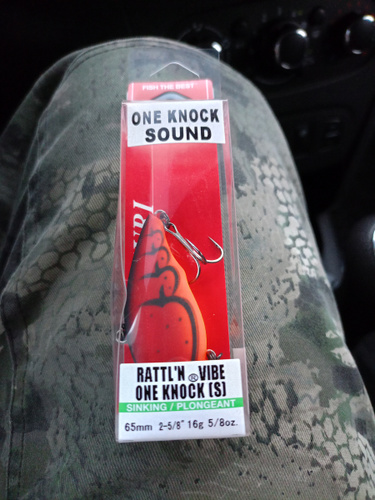 FISH THE BEST
ONE KNOCK
SOUND
RATTL'N ® VIBE
ONE KNOCK [S]
SINKING / PLONGEANT
65mm 2-5/8" 16g 5/8oz.